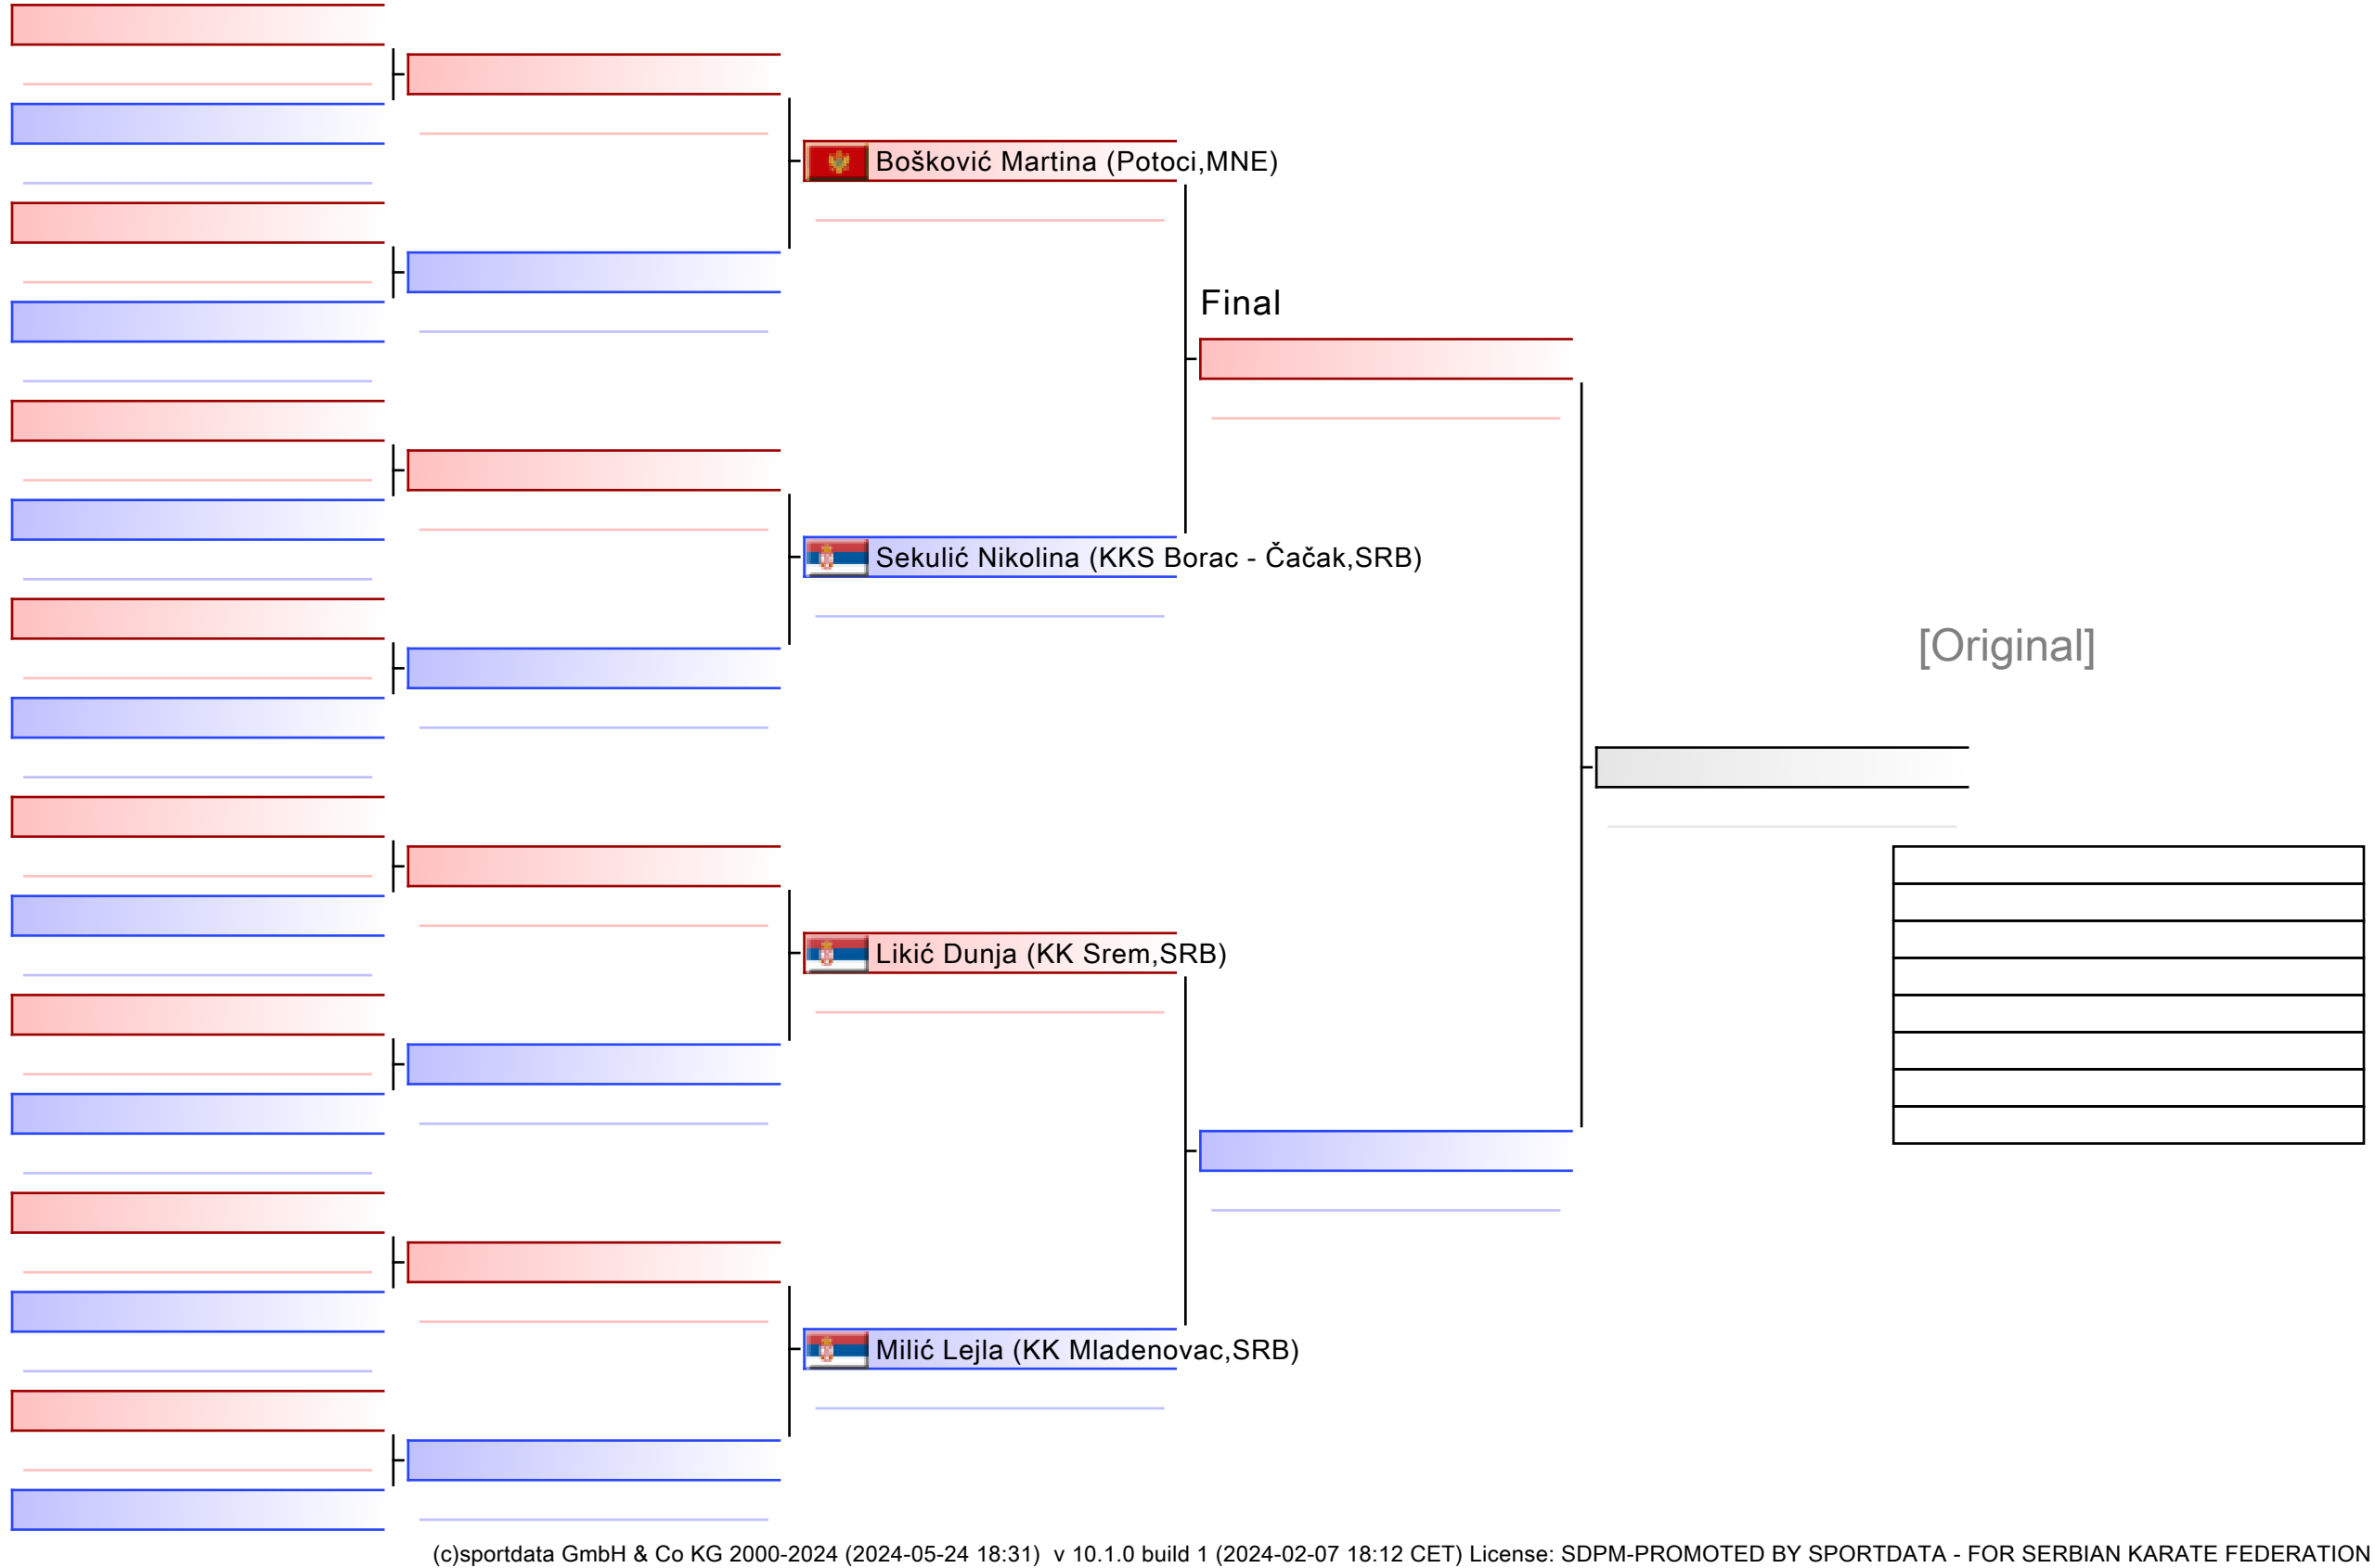 Bošković Martina (Potoci,MNE)
Final
Sekulić Nikolina (KKS Borac - Čačak,SRB)
[Original]
Likić Dunja (KK Srem,SRB)
Milić Lejla (KK Mladenovac,SRB)
(c)sportdata GmbH & Co KG 2000-2024 (2024-05-24 18:31)  v 10.1.0 build 1 (2024-02-07 18:12 CET) License: SDPM-PROMOTED BY SPORTDATA - FOR SERBIAN KARATE FEDERATION